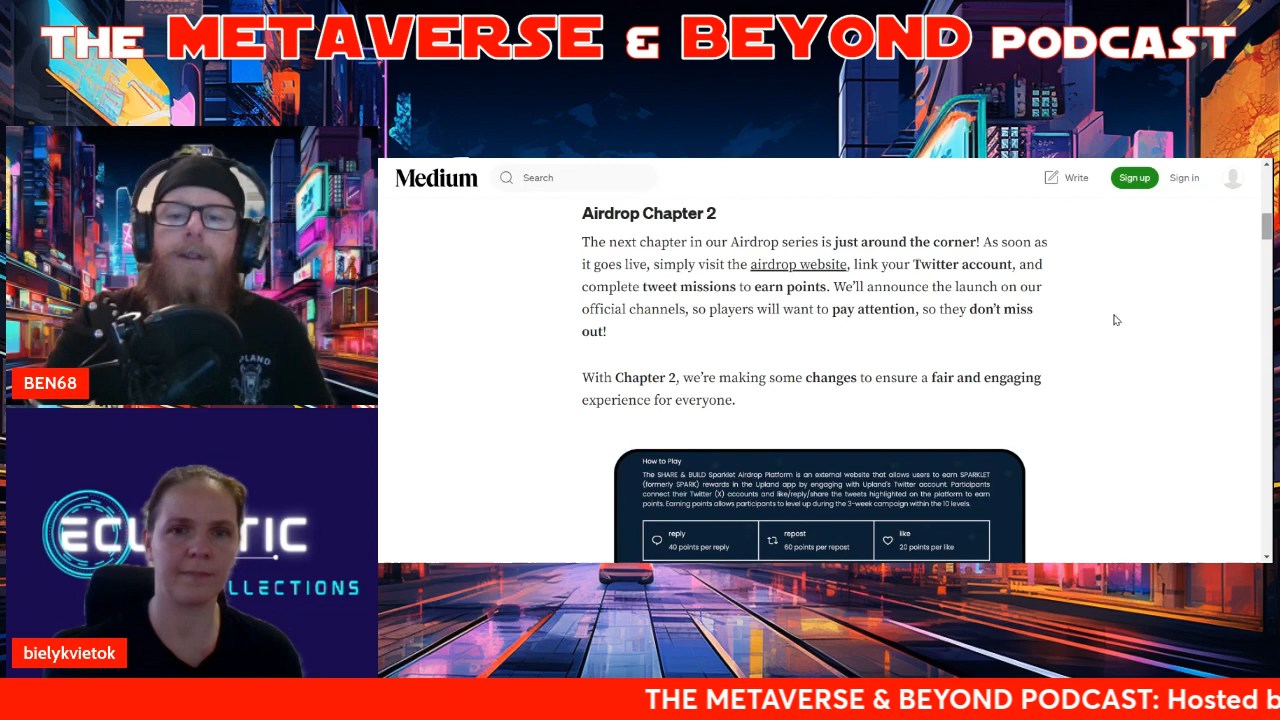 THE METAVERSE & BEYOND PODCAST
Medium
Search
Write
Sign up
Sign in
Airdrop Chapter 2
The next chapter in our Airdrop series is just around the corner! As soon as
it goes live, simply visit the airdrop website, link your Twitter account, and
complete tweet missions to earn points. We'll announce the launch on our
official channels, so players will want to pay attention, so they don't miss
out!
With Chapter 2, we're making some changes to ensure a fair and engaging
experience for everyone.
How to Play
The SHARE & BUILD Sparklet Airdrop Platform is an external website that allows users to earn SPARKLET
(formerly SPARK) rewards in the Upland app by engaging with Upland's Twitter account. Participants
connect their Twitter (X) accounts and like/reply/share the tweets highlighted on the platform to earn
points. Earning points allows participants to level up during the 3-week campaign within the 10 levels.
reply
40 points per reply
repost
60 points per repost
like
20 points per like
UPLAND
BEN68
ECL TIC
LLECTIONS
bielykvietok
THE METAVERSE & BEYOND PODCAST: Hosted b